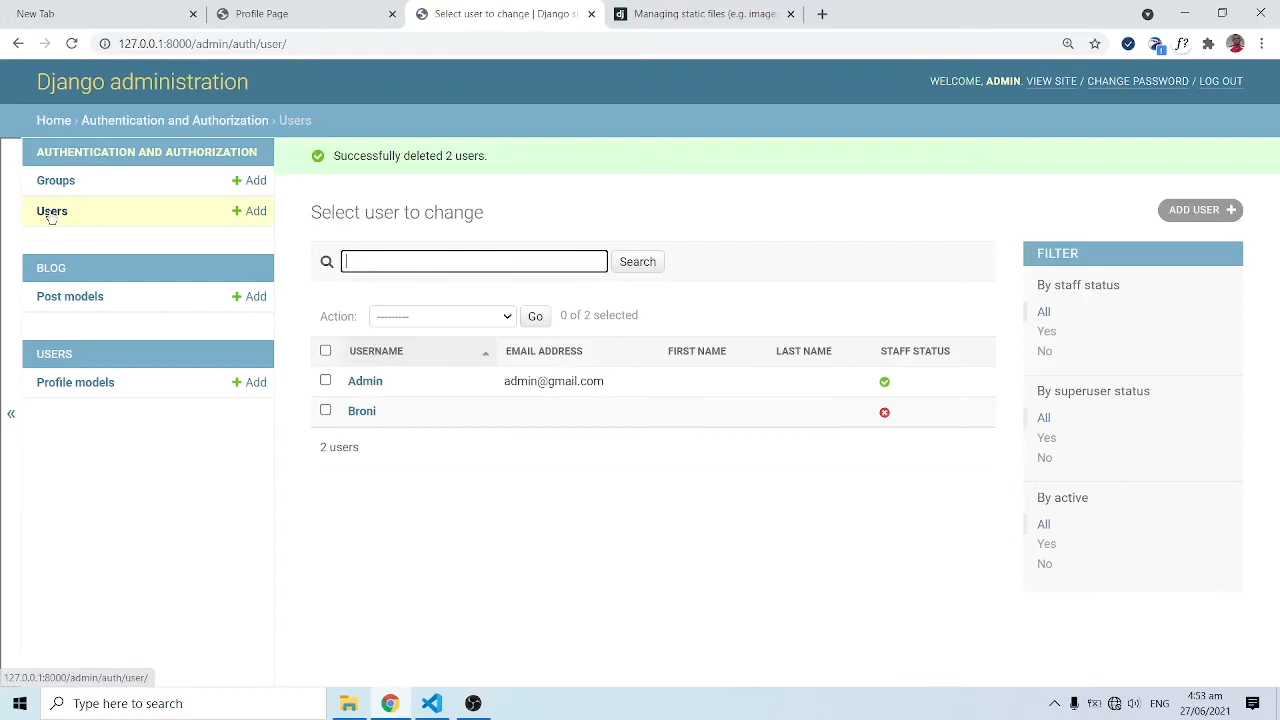 New Tab
Profile Page
Select user to change | Django s
Managing static files (e.g. images
127.0.0.1:8000/admin/auth/user/
Django administration
WELCOME, ADMIN. VIEW SITE / CHANGE PASSWORD / LOG OUT
Home › Authentication and Authorization › Users
AUTHENTICATION AND AUTHORIZATION
Groups
Add
Users
Add
BLOG
Post models
Add
USERS
Profile models
Add
«
Successfully deleted 2 users.
Select user to change
ADD USER
Search
Action: --------- Go 0 of 2 selected
USERNAME EMAIL ADDRESS FIRST NAME LAST NAME STAFF STATUS
Admin admin@gmail.com
Broni
2 users
FILTER
By staff status
All
Yes
No
By superuser status
All
Yes
No
By active
All
Yes
No
127.0.0.1:8000/admin/auth/user/
Type here to search
ENG
4:53 am
27/06/2021